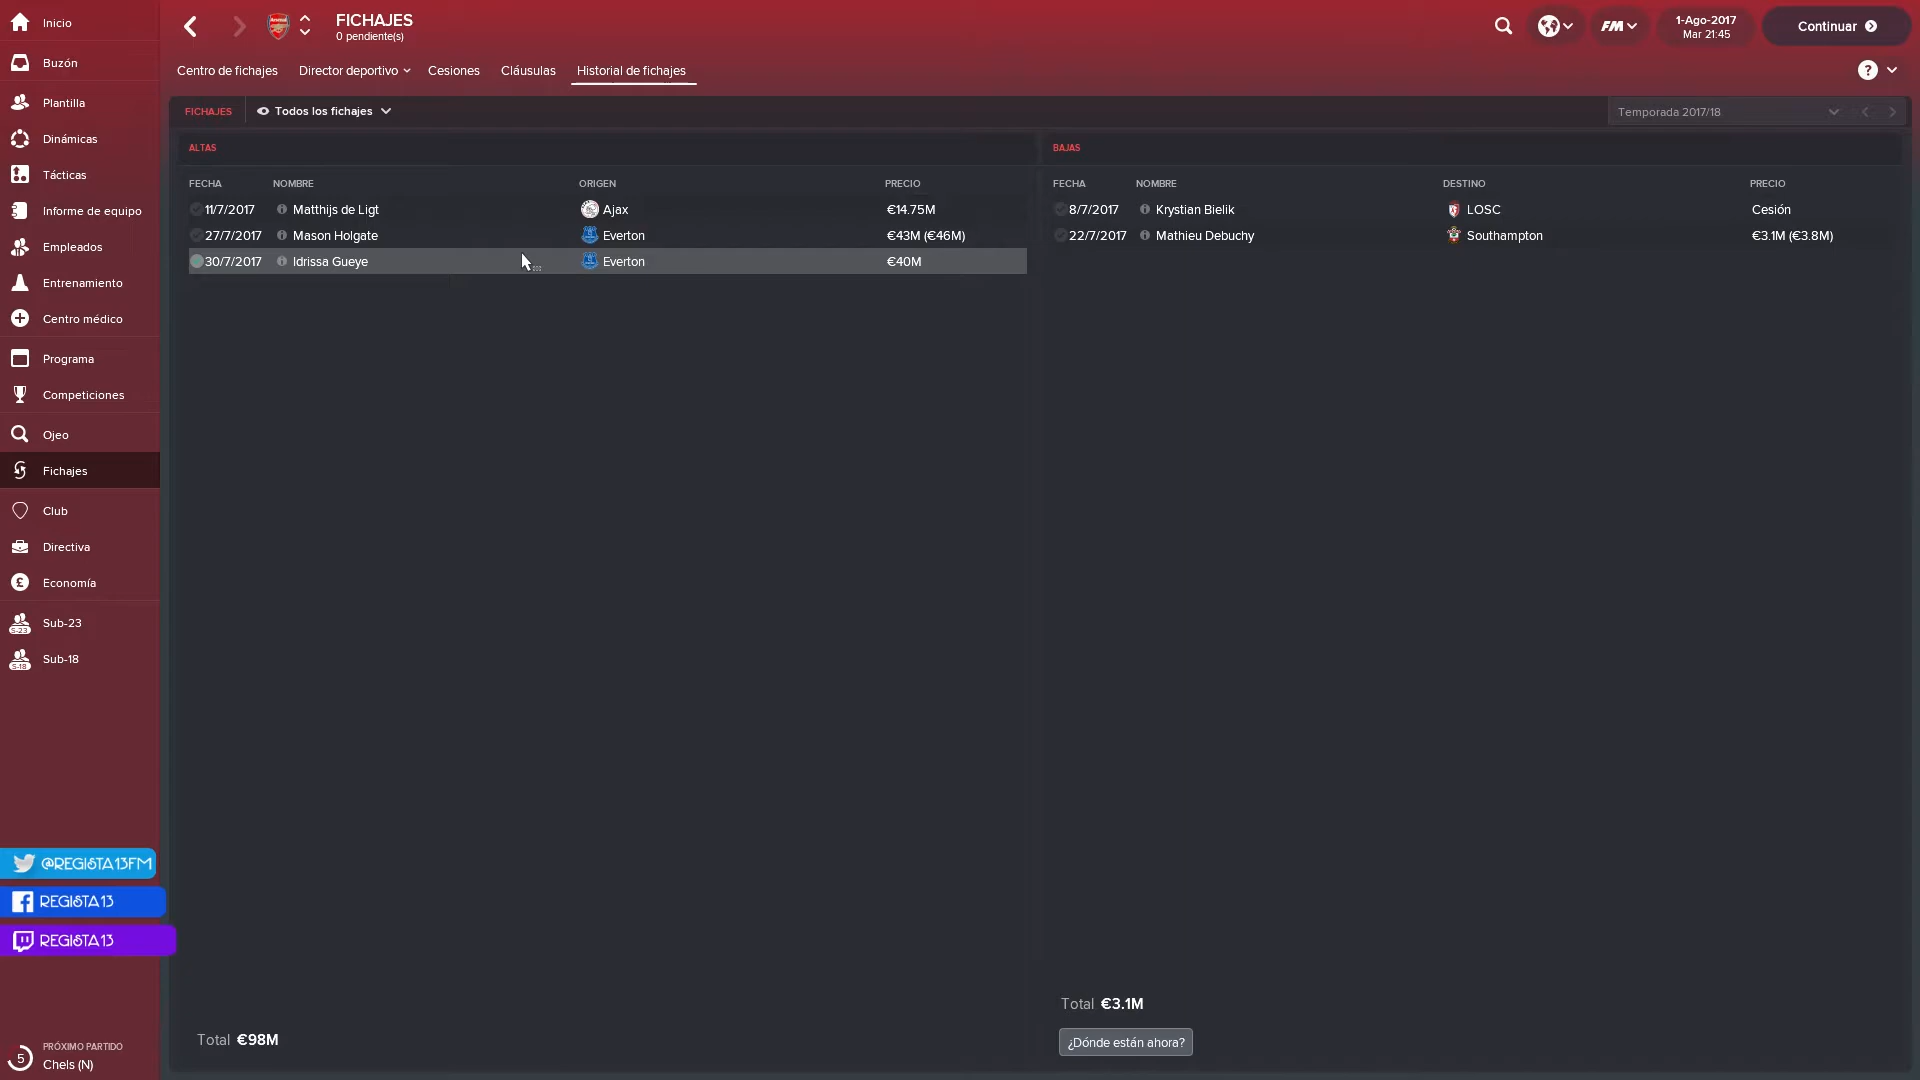 Inicio
Buzón
Plantilla
Dinámicas
Tácticas
Informe de equipo
Empleados
Entrenamiento
Centro médico
Programa
Competiciones
Ojeo
Fichajes
Club
Directiva
Economía
S-23 Sub-23
S-18 Sub-18
@REGISTA13FM
REGISTA13
REGISTA13
PRÓXIMO PARTIDO
5 Chels (N)
Arsenal
FICHAJES
0 pendiente(s)
FM
1-Ago-2017
Mar 21:45
Continuar
Centro de fichajes Director deportivo Cesiones Cláusulas Historial de fichajes ?
FICHAJES Todos los fichajes Temporada 2017/18
ALTAS
FECHA NOMBRE ORIGEN PRECIO
11/7/2017 Matthijs de Ligt Ajax €14.75M
27/7/2017 Mason Holgate Everton €43M (€46M)
30/7/2017 Idrissa Gueye Everton €40M
Total €98M
BAJAS
FECHA NOMBRE DESTINO PRECIO
8/7/2017 Krystian Bielik LOSC Cesión
22/7/2017 Mathieu Debuchy Southampton €3.1M (€3.8M)
Total €3.1M
¿Dónde están ahora?